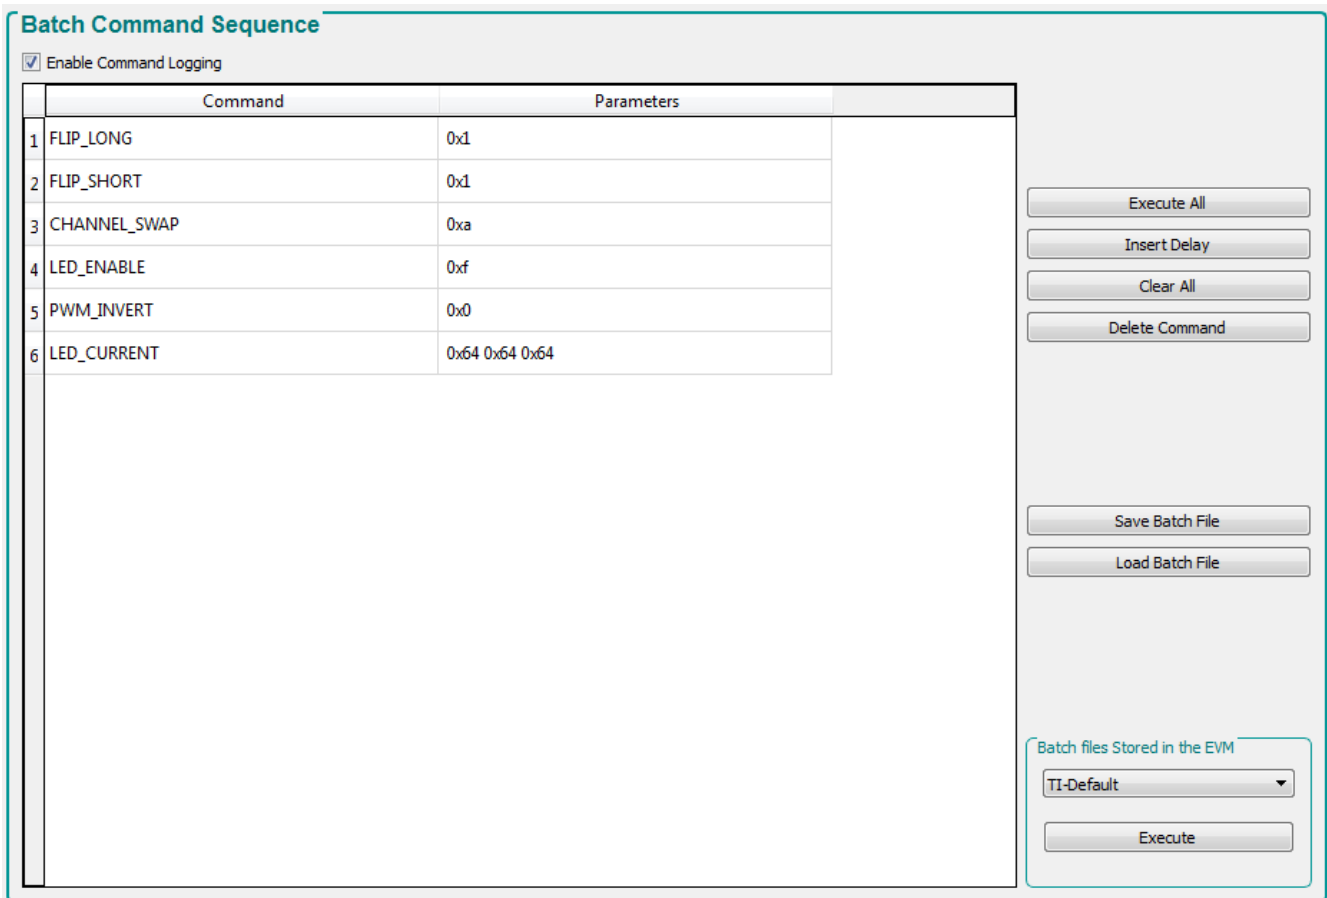 Batch Command Sequence
Enable Command Logging
Command Parameters
1 FLIP_LONG 0x1
2 FLIP_SHORT 0x1
3 CHANNEL_SWAP 0xa
4 LED_ENABLE 0xf
5 PWM_INVERT 0x0
6 LED_CURRENT 0x64 0x64 0x64
Execute All
Insert Delay
Clear All
Delete Command
Save Batch File
Load Batch File
Batch files Stored in the EVM
TI-Default
Execute